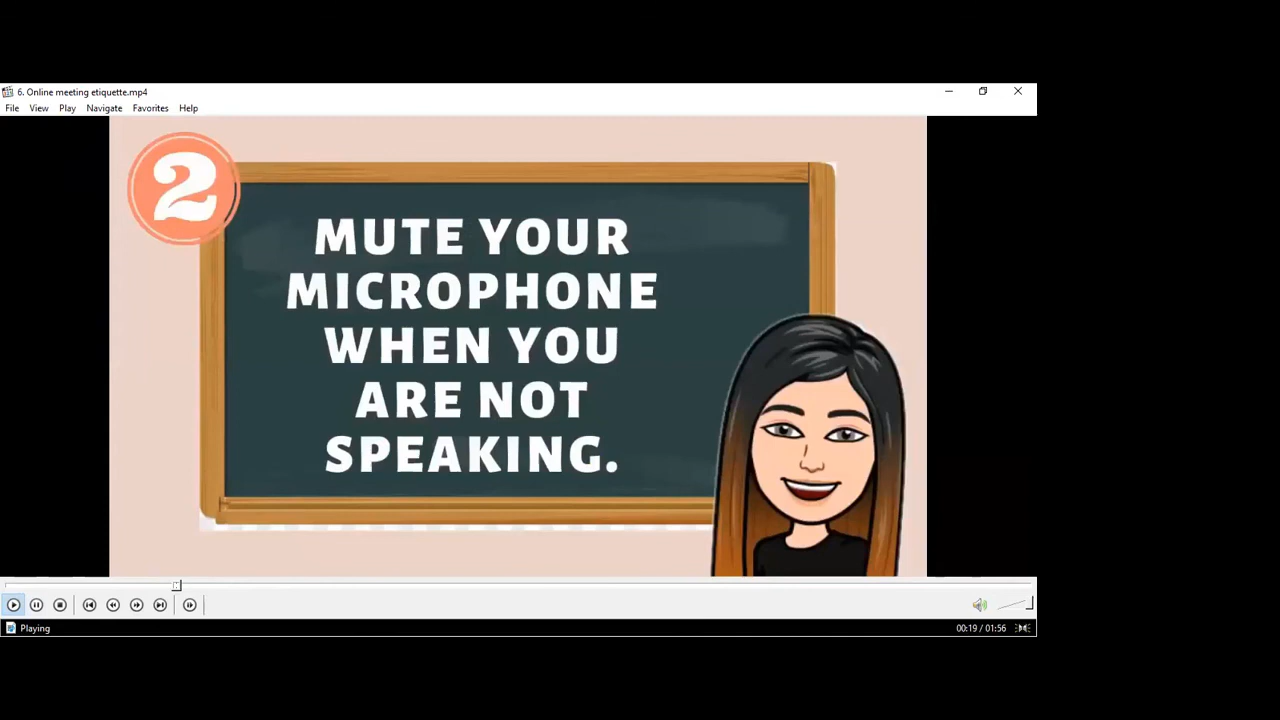 6. Online meeting etiquette.mp4
File View Play Navigate Favorites Help
2
MUTE YOUR
MICROPHONE
WHEN YOU
ARE NOT
SPEAKING.
Playing 00:19 / 01:56